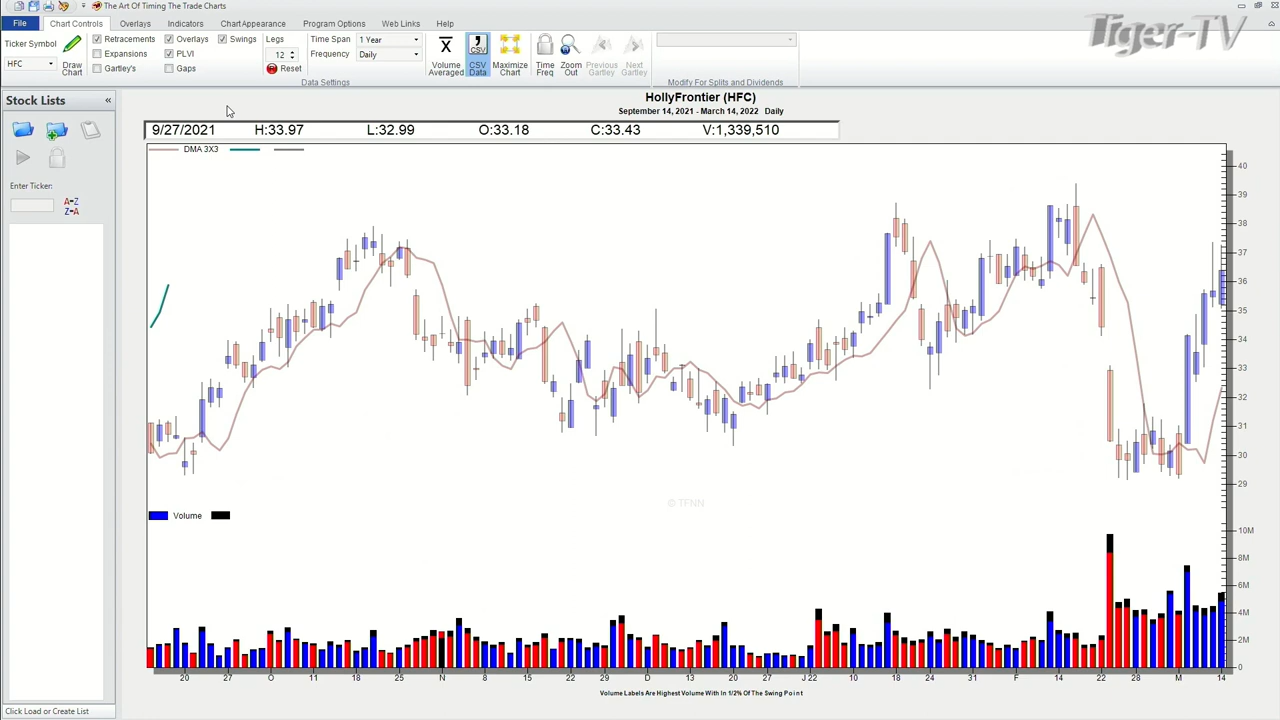 The Art Of Timing The Trade Charts
File Chart Controls Overlays Indicators ChartAppearance Program Options Web Links Help
Tiger-TV
Ticker Symbol
HFC
Draw Chart
Retracements Overlays Swings
Expansions PLVI
Gartley's Gaps
Legs
12
Reset
Time Span 1 Year
Frequency Daily
Data Settings
Volume Averaged
CSV
CSV Data
Maximize Chart
Time Freq
Zoom Out
Previous Gartley
Next Gartley
Modify For Splits and Dividends
Stock Lists «
Enter Ticker:
A-Z
Z-A
Click Load or Create List
HollyFrontier (HFC)
September 14, 2021 - March 14, 2022 Daily
9/27/2021 H:33.97 L:32.99 O:33.18 C:33.43 V:1,339,510
DMA 3X3
40
39
38
37
36
35
34
33
32
31
30
29
© TFNN
Volume
10M
8M
6M
4M
2M
0
20 27 O 11 18 25 N 8 15 22 29 D 13 20 27 J 22 10 18 24 31 F 14 22 28 M 14
Volume Labels Are Highest Volume With In 1/2% Of The Swing Point